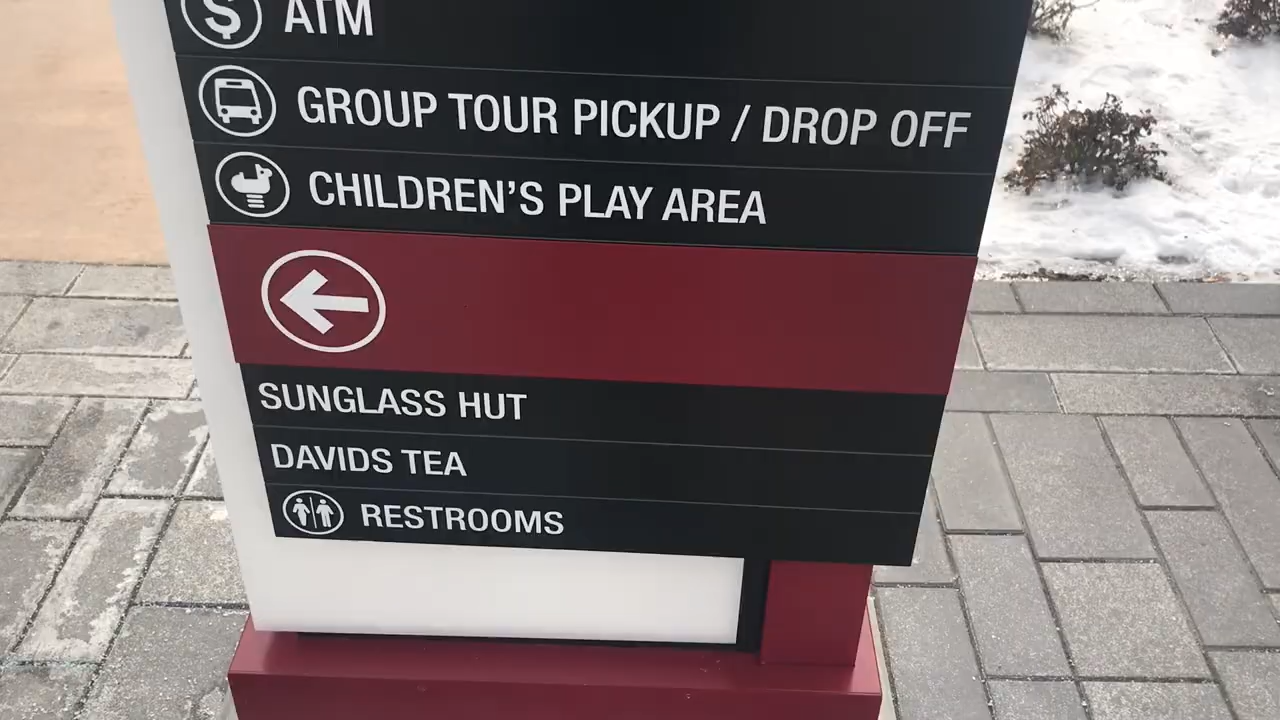 ATM
GROUP TOUR PICKUP / DROP OFF
CHILDREN'S PLAY AREA
SUNGLASS HUT
DAVIDS TEA
RESTROOMS